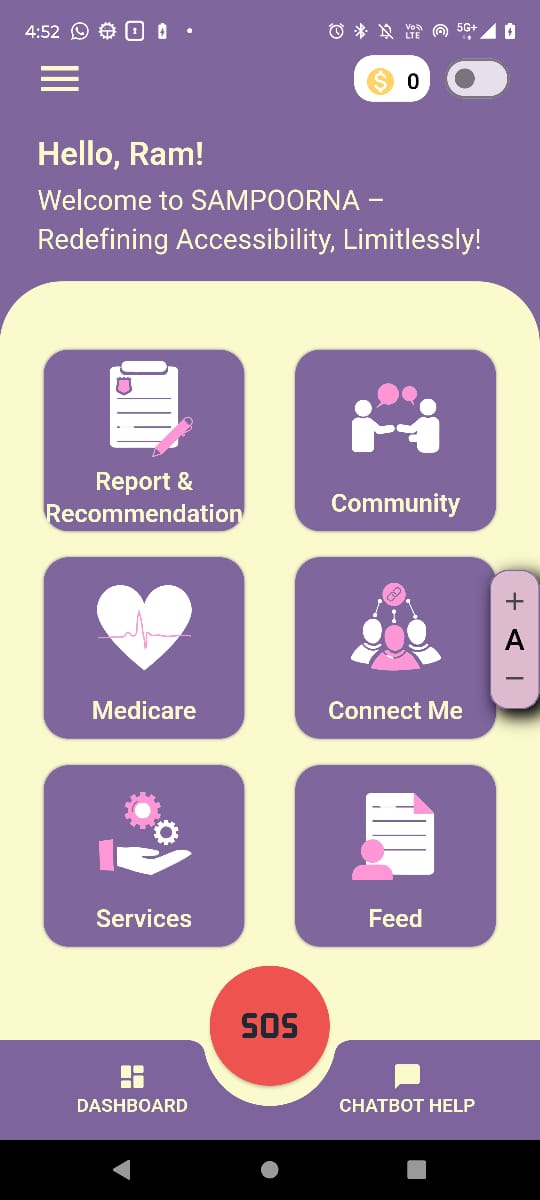 4:52
Vo))
LTE
5G+
0
Hello, Ram!
Welcome to SAMPOORNA –
Redefining Accessibility, Limitlessly!
Report &
Recommendation
Community
Medicare
Connect Me
+
A
−
Services
Feed
SOS
DASHBOARD
CHATBOT HELP